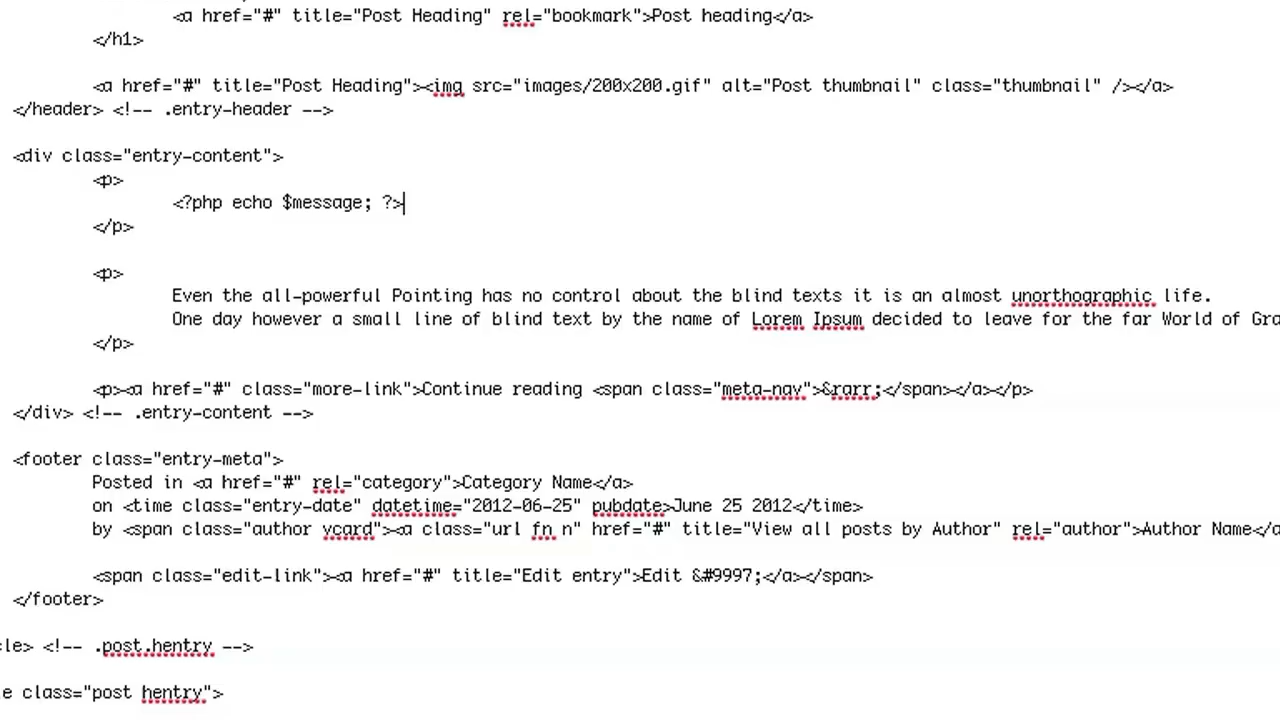 <a href="#" title="Post Heading" rel="bookmark">Post heading</a>
</h1>
<a href="#" title="Post Heading"><img src="images/200x200.gif" alt="Post thumbnail" class="thumbnail" /></a>
</header> <!-- .entry-header -->
<div class="entry-content">
<p>
<?php echo $message; ?>
</p>
<p>
Even the all-powerful Pointing has no control about the blind texts it is an almost unorthographic life.
One day however a small line of blind text by the name of Lorem Ipsum decided to leave for the far World of Gra
</p>
<p><a href="#" class="more-link">Continue reading <span class="meta-nav">&rarr;</span></a></p>
</div> <!-- .entry-content -->
<footer class="entry-meta">
Posted in <a href="#" rel="category">Category Name</a>
on <time class="entry-date" datetime="2012-06-25" pubdate>June 25 2012</time>
by <span class="author vcard"><a class="url fn n" href="#" title="View all posts by Author" rel="author">Author Name</a
<span class="edit-link"><a href="#" title="Edit entry">Edit &#9997;</a></span>
</footer>
cle> <!-- .post.hentry -->
e class="post hentry">